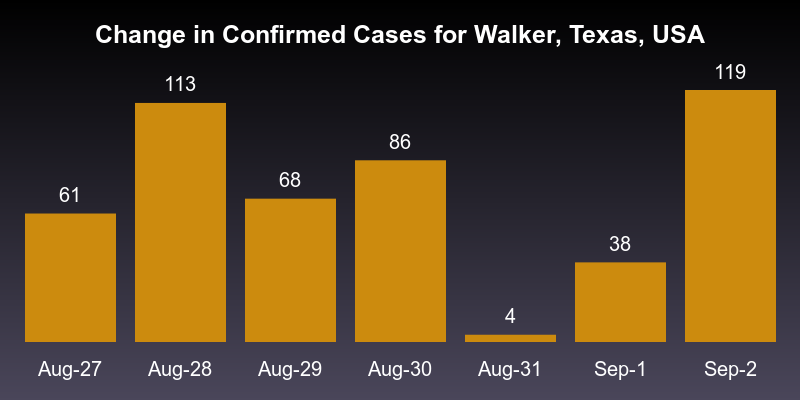 Change in Confirmed Cases for Walker, Texas, USA
61
113
68
86
4
38
119
Aug-27
Aug-28
Aug-29
Aug-30
Aug-31
Sep-1
Sep-2